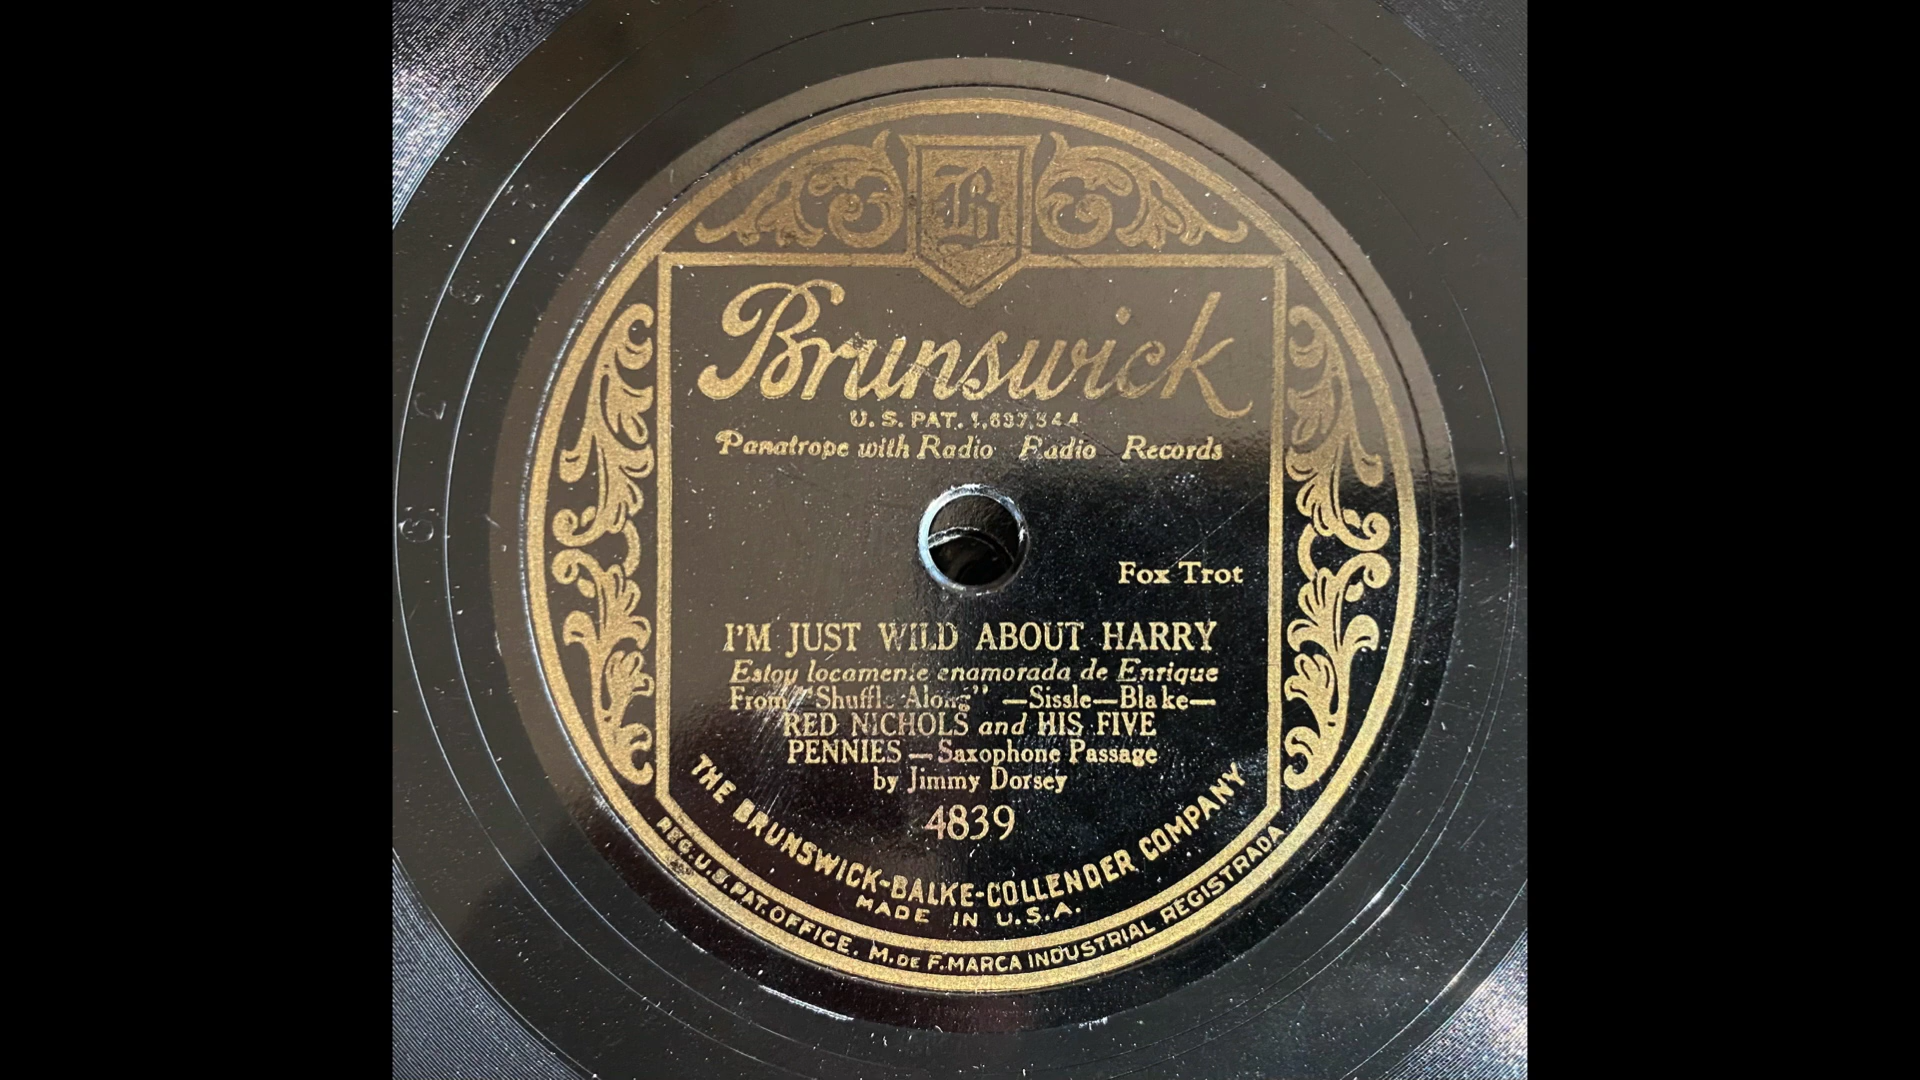 B
Brunswick
U. S. PAT. 1,637,544
Panatrope with Radio Radio Records
Fox Trot
I'M JUST WILD ABOUT HARRY
Estoy locamente enamorada de Enrique
From "Shuffle Along" —Sissle—Blake—
RED NICHOLS and HIS FIVE
PENNIES — Saxophone Passage
by Jimmy Dorsey
4839
THE BRUNSWICK-BALKE-COLLENDER COMPANY
MADE IN U.S.A.
REG.U.S.PAT.OFFICE. M.DE F.MARCA INDUSTRIAL REGISTRADA